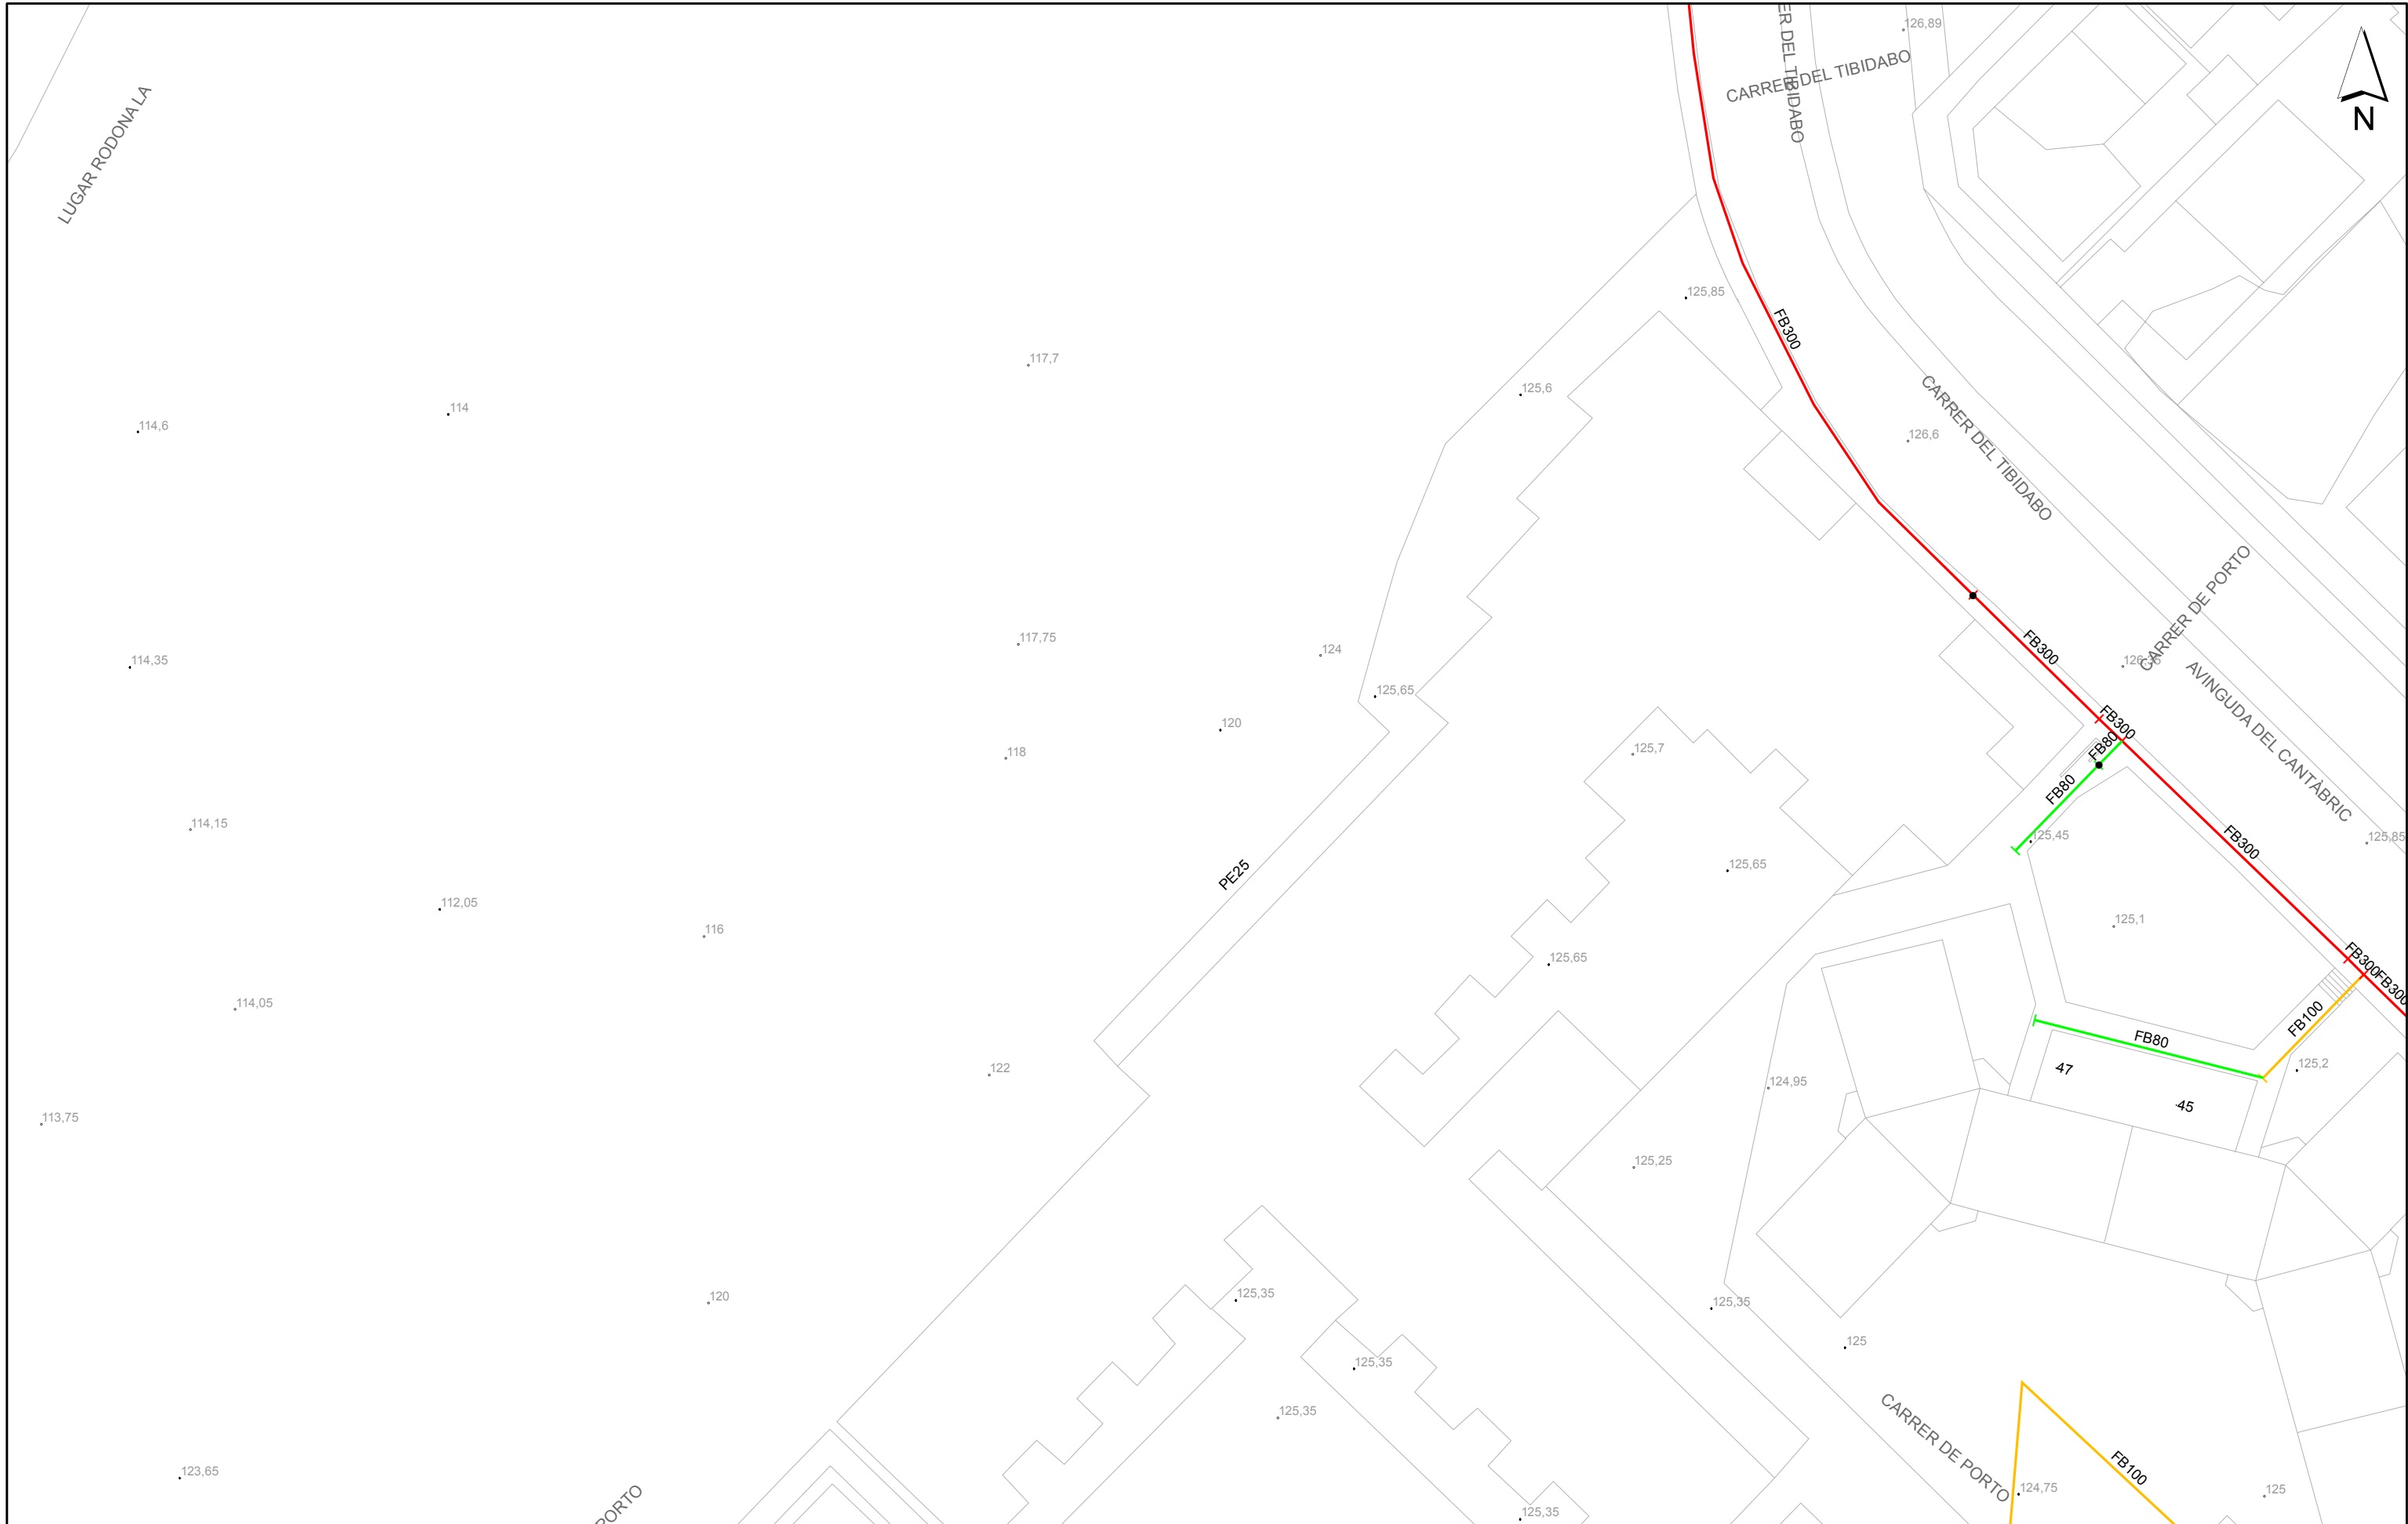 126,89
CARRER DEL TIBIDABO
ER DEL TIBIDABO
LUGAR RODONA LA
N
125,85
FB300
117,7
125,6
114
114,6
126,6
CARRER DEL TIBIDABO
CARRER DE PORTO
FB300
117,75
124
126,35
114,35
125,65
AVINGUDA DEL CANTÀBRIC
120
FB300
118
125,7
FB80
FB80
114,15
125,45
FB300
125,85
125,65
PE25
112,05
125,1
116
125,65
FB300
FB300
114,05
FB100
FB80
122
47
125,2
124,95
45
113,75
125,25
120
125,35
125,35
125
125,35
125,35
CARRER DE PORTO
FB100
123,65
124,75
125
PORTO
125,35